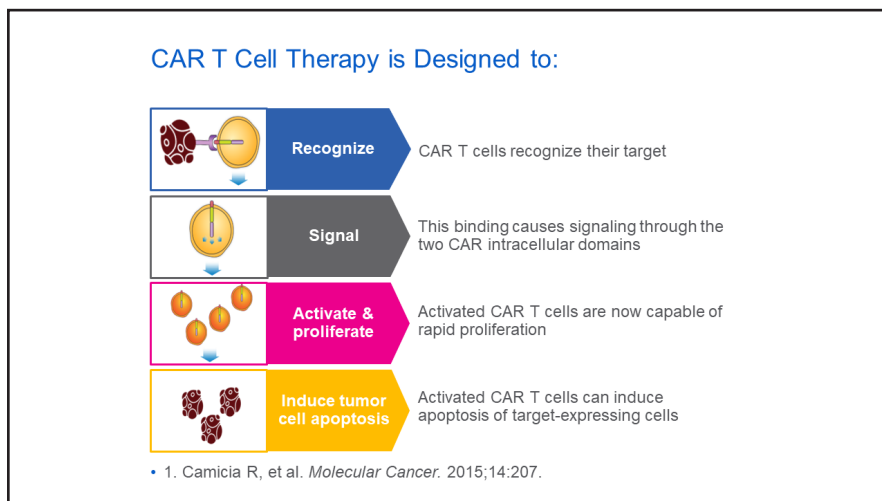 CAR T Cell Therapy is Designed to:
Recognize
CAR T cells recognize their target
Signal
This binding causes signaling through the
two CAR intracellular domains
Activate &
proliferate
Activated CAR T cells are now capable of
rapid proliferation
Induce tumor
cell apoptosis
Activated CAR T cells can induce
apoptosis of target-expressing cells
• 1. Camicia R, et al. Molecular Cancer. 2015;14:207.